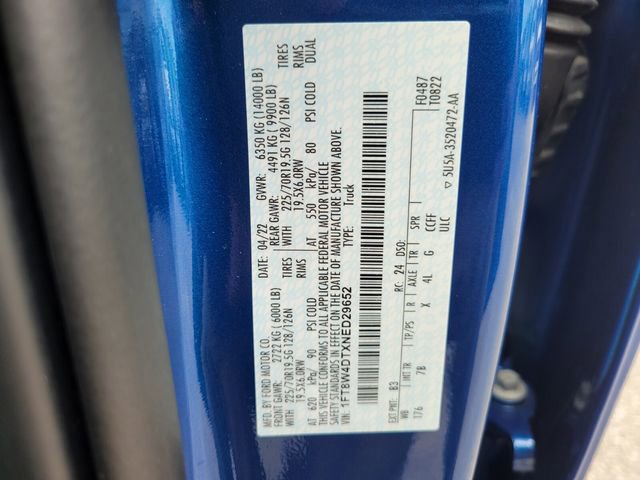 MFD. BY FORD MOTOR CO.
DATE: 04/22 GVWR: 6350 KG (14000 LB)
FRONT GAWR: 2722 KG (6000 LB) REAR GAWR: 4491 KG (9900 LB)
WITH 225/70R19.5G 128/126N TIRES WITH 225/70R19.5G 128/126N TIRES
19.5X6.0RW RIMS 19.5X6.0RW RIMS
AT 620 kPa/ 90 PSI COLD AT 550 kPa/ 80 PSI COLD DUAL
THIS VEHICLE CONFORMS TO ALL APPLICABLE FEDERAL MOTOR VEHICLE
SAFETY STANDARDS IN EFFECT ON THE DATE OF MANUFACTURE SHOWN ABOVE.
VIN: 1FT8W4DTXNED29652 TYPE: Truck
F0487
T0822
EXT PNT: B3 RC: 24 DSO:
WB INT TR TP/PS R AXLE TR SPR
176 7B X 4L G CCFF
ULC
▽ 5U5A-3520472-AA